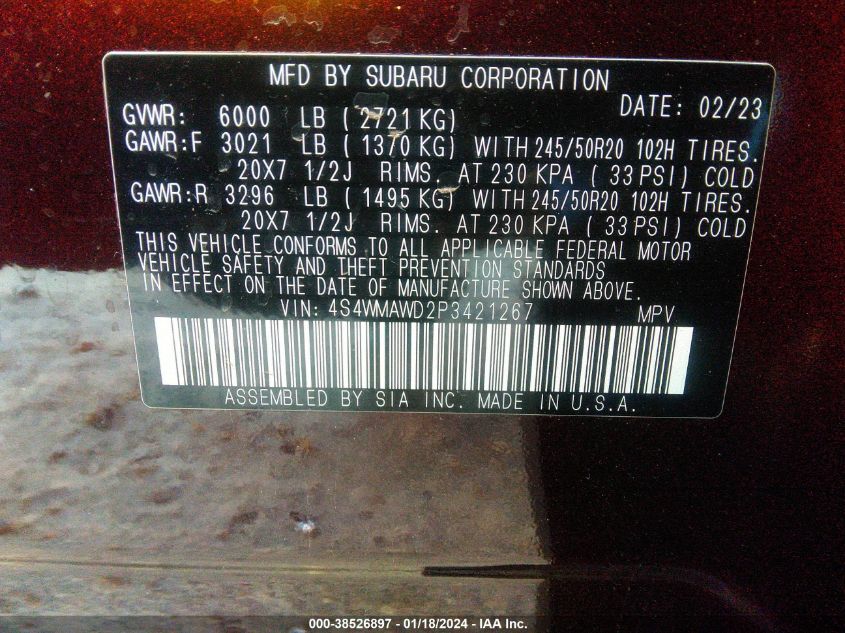 MFD BY SUBARU CORPORATION
DATE: 02/23
GVWR: 6000 LB ( 2721 KG)
GAWR:F 3021 LB ( 1370 KG) WITH 245/50R20 102H TIRES.
20X7 1/2J RIMS. AT 230 KPA ( 33 PSI) COLD
GAWR:R 3296 LB ( 1495 KG) WITH 245/50R20 102H TIRES.
20X7 1/2J RIMS. AT 230 KPA ( 33 PSI) COLD
THIS VEHICLE CONFORMS TO ALL APPLICABLE FEDERAL MOTOR
VEHICLE SAFETY AND THEFT PREVENTION STANDARDS
IN EFFECT ON THE DATE OF MANUFACTURE SHOWN ABOVE.
VIN: 4S4WMAWD2P3421267 MPV
ASSEMBLED BY SIA INC. MADE IN U.S.A.
000-38526897 - 01/18/2024 - IAA Inc.